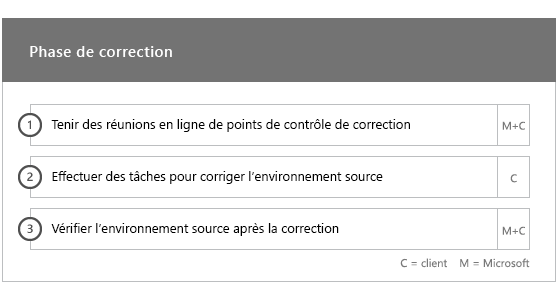 Phase de correction
1 Tenir des réunions en ligne de points de contrôle de correction M+C
2 Effectuer des tâches pour corriger l’environnement source C
3 Vérifier l’environnement source après la correction M+C
C = client M = Microsoft